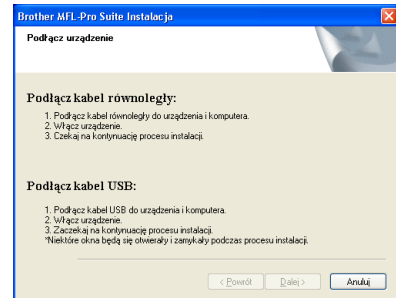 Brother MFL-Pro Suite Instalacja
Podłącz urządzenie
Podłącz kabel równoległy:
1. Podłącz kabel równoległy do urządzenia i komputera.
2. Włącz urządzenie.
3. Czekaj na kontynuację procesu instalacji.
Podłącz kabel USB:
1. Podłącz kabel USB do urządzenia i komputera.
2. Włącz urządzenie.
3. Zaczekaj na kontynuację procesu instalacji.
*Niektóre okna będą się otwierały i zamykały podczas procesu instalacji.
< Powrót Dalej > Anuluj